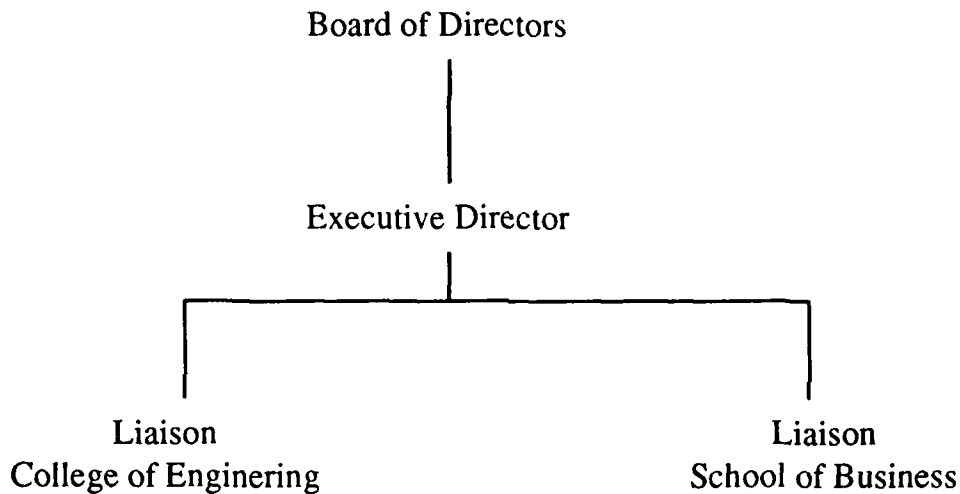 Board of Directors
Executive Director
Liaison
College of Enginering
Liaison
School of Business